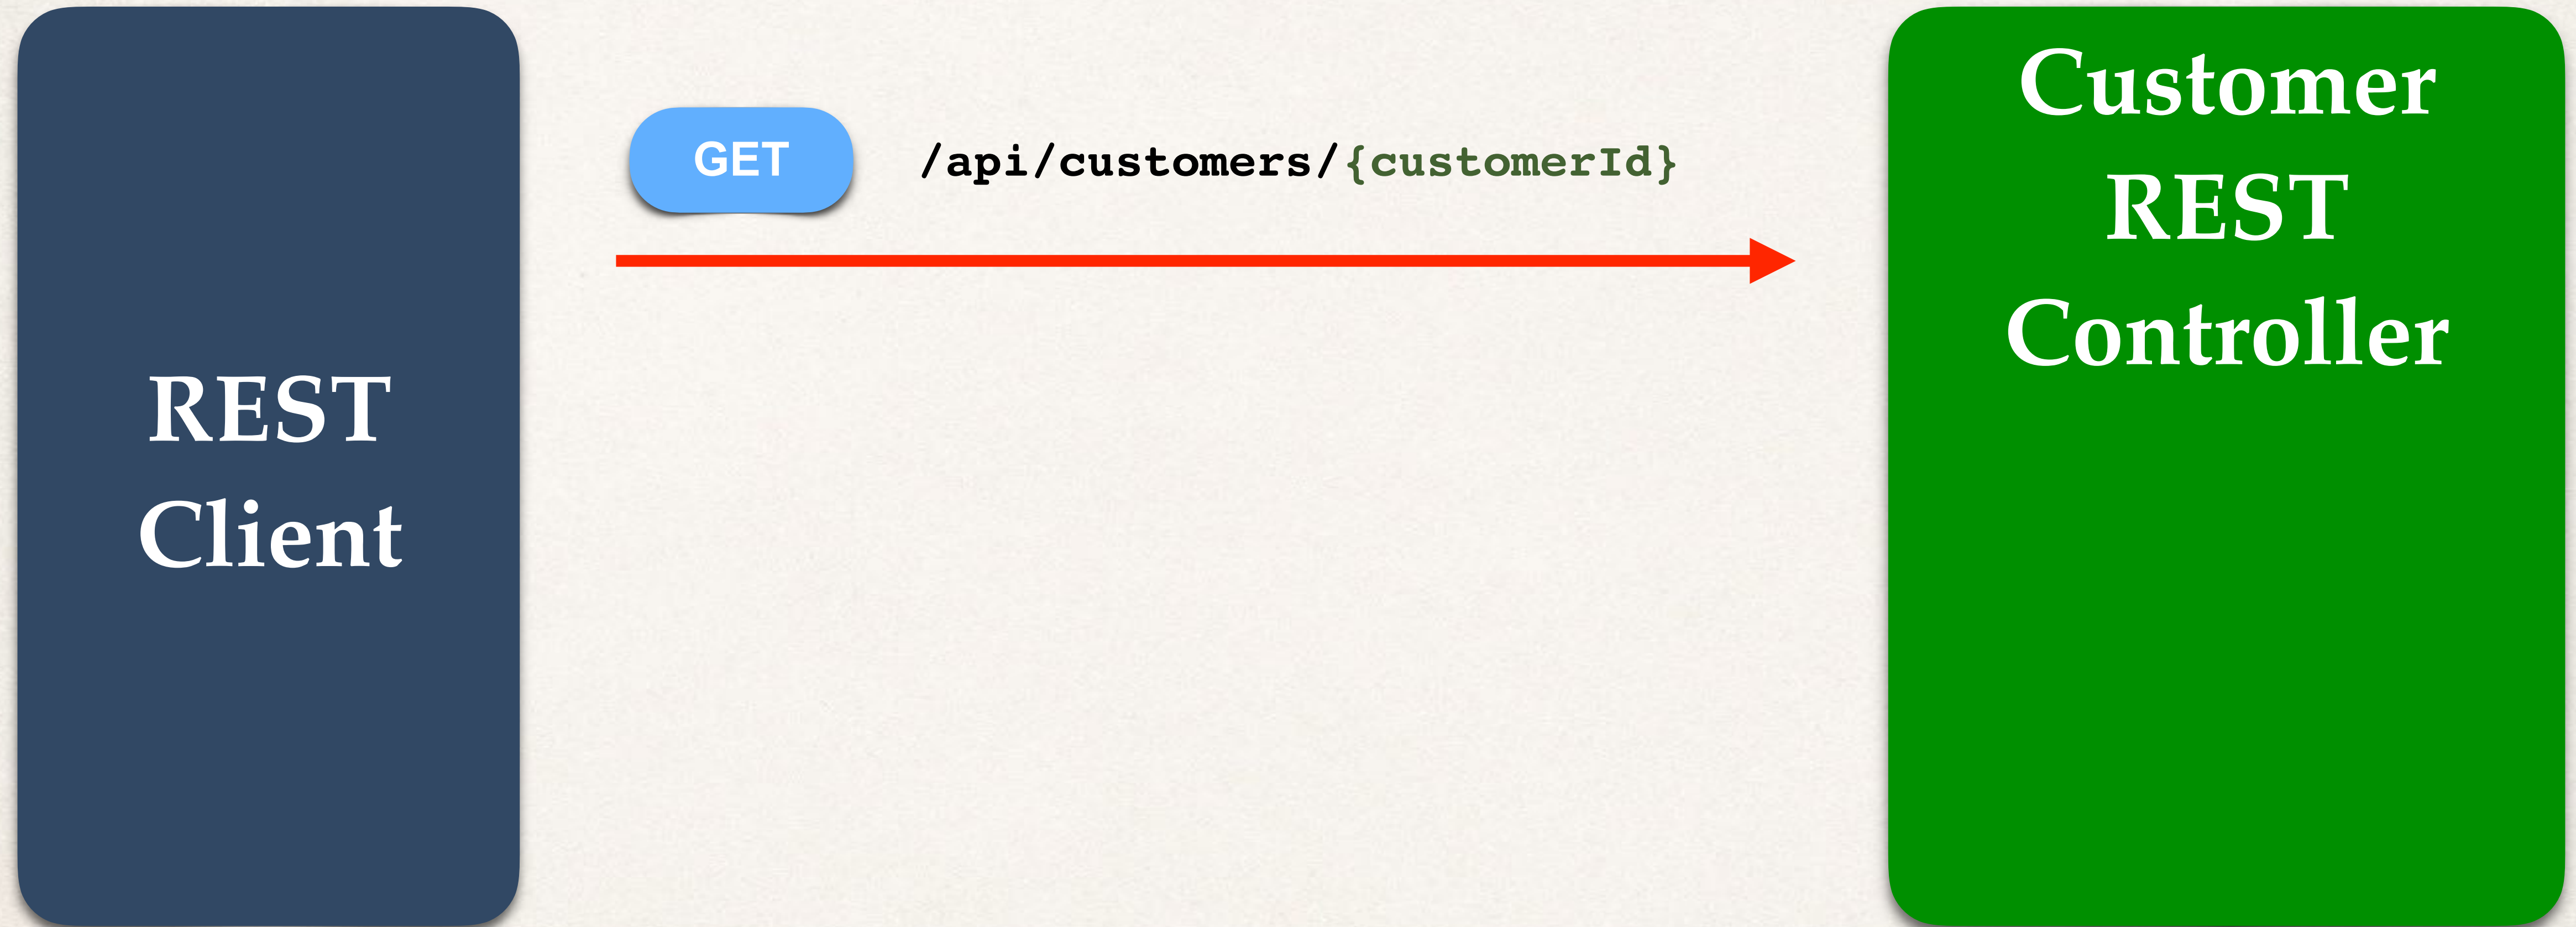 REST
Client
GET
/api/customers/{customerId}
Customer
REST
Controller